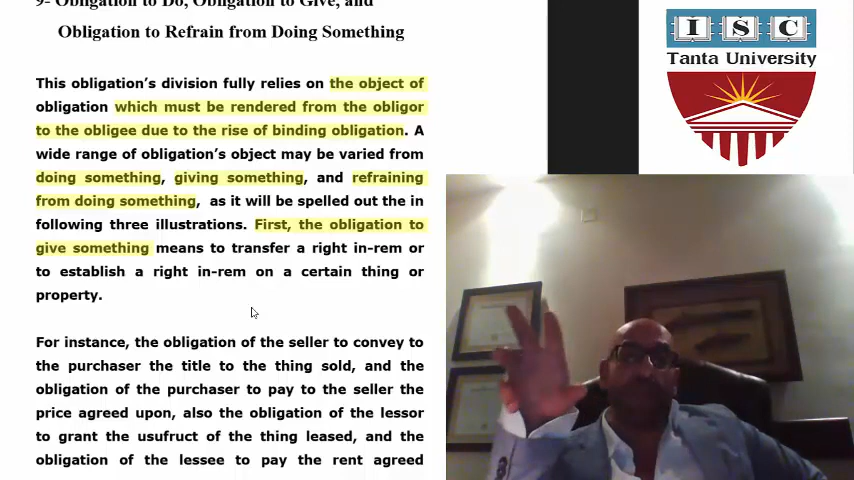 9- Obligation to Do, Obligation to Give, and
Obligation to Refrain from Doing Something
This obligation’s division fully relies on the object of
obligation which must be rendered from the obligor
to the obligee due to the rise of binding obligation. A
wide range of obligation’s object may be varied from
doing something, giving something, and refraining
from doing something, as it will be spelled out the in
following three illustrations. First, the obligation to
give something means to transfer a right in-rem or
to establish a right in-rem on a certain thing or
property.
For instance, the obligation of the seller to convey to
the purchaser the title to the thing sold, and the
obligation of the purchaser to pay to the seller the
price agreed upon, also the obligation of the lessor
to grant the usufruct of the thing leased, and the
obligation of the lessee to pay the rent agreed
I S C
Tanta University